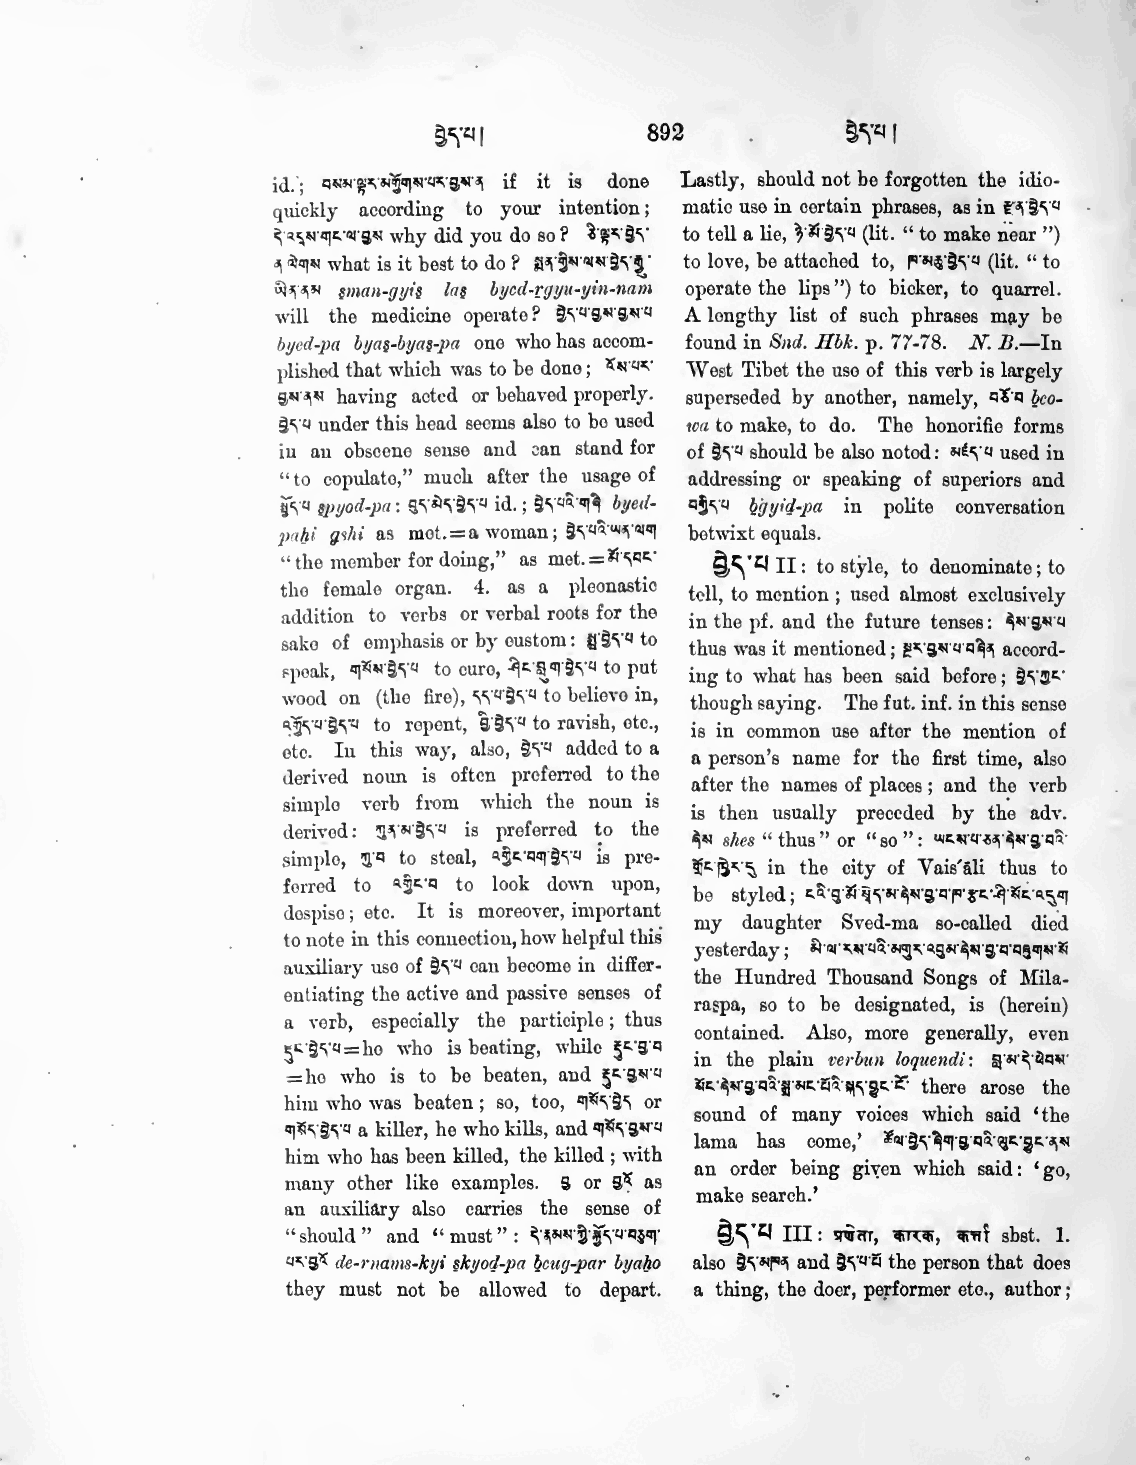 བྱེད་པ། 892 བྱེད་པ།
id.; བསམ་ལྟར་མགྱོགས་པར་བྱས་ན if it is done
quickly according to your intention;
དེ་འདྲས་གང་ལ་བྱས why did you do so? ཅི་ལྟར་བྱེད་
ན་ལེགས what is it best to do? སྨན་གྱིས་ལས་བྱེད་རྒྱུ་
ཡིན་ནམ şman-gyiş laş byed-rgyu-yin-nam
will the medicine operate? བྱེད་པ་བྱས་བྱས་པ
byed-pa byaş-byaş-pa one who has accom-
plished that which was to be done; ཆོས་པར་
བྱས་ནས having acted or behaved properly.
བྱེད་པ under this head seems also to be used
in an obscene sense and can stand for
“to copulate,” much after the usage of
སྤྱོད་པ şpyod-pa: བུད་མེད་བྱེད་པ id.; བྱེད་པའི་གཞི byed-
paḥi gshi as met.=a woman; བྱེད་པའི་ཡན་ལག
“the member for doing,” as met.=མོ་དབང་
the female organ. 4. as a pleonastic
addition to verbs or verbal roots for the
sake of emphasis or by custom: སྨྲ་བྱེད་པ to
speak, གསོས་བྱེད་པ to cure, ཤིང་སྣུག་བྱེད་པ to put
wood on (the fire), དད་པ་བྱེད་པ to believe in,
འགྱོད་པ་བྱེད་པ to repent, བྱི་བྱེད་པ to ravish, etc.,
etc. In this way, also, བྱེད་པ added to a
derived noun is often preferred to the
simple verb from which the noun is
derived: ཀུན་མ་བྱེད་པ is preferred to the
simple, ཀུ་བ to steal, འགྱིང་བག་བྱེད་པ is pre-
ferred to འགྱིང་བ to look down upon,
despise; etc. It is moreover, important
to note in this connection, how helpful this
auxiliary use of བྱེད་པ can become in differ-
entiating the active and passive senses of
a verb, especially the participle; thus
རྡུང་བྱེད་པ=he who is beating, while རྡུང་བྱ་བ
=he who is to be beaten, and རྡུང་བྱས་པ
him who was beaten; so, too, གསོད་བྱེད or
གསོད་བྱེད་པ a killer, he who kills, and གསོད་བྱས་པ
him who has been killed, the killed; with
many other like examples. བྱ or བྱའོ as
an auxiliary also carries the sense of
“should” and “must”: དེ་རྣམས་ཀྱི་སྐྱོད་པ་བཅུག་
པར་བྱའོ de-rnams-kyi şkyod-pa bcug-par byaḥo
they must not be allowed to depart.
Lastly, should not be forgotten the idio-
matic use in certain phrases, as in རྫུན་བྱེད་པ
to tell a lie, ཉེ་མོ་བྱེད་པ (lit. “to make near”)
to love, be attached to, ཁ་མཆུ་བྱེད་པ (lit. “to
operate the lips”) to bicker, to quarrel.
A lengthy list of such phrases may be
found in Snd. Hbk. p. 77-78. N. B.—In
West Tibet the use of this verb is largely
superseded by another, namely, བཅོ་བ bco-
wa to make, to do. The honorific forms
of བྱེད་པ should be also noted: མཛད་པ used in
addressing or speaking of superiors and
བགྱིད་པ bgyid-pa in polite conversation
betwixt equals.
བྱེད་པ II: to style, to denominate; to
tell, to mention; used almost exclusively
in the pf. and the future tenses: ཞེས་བྱས་པ
thus was it mentioned; སྔར་བྱས་པ་བཞིན accord-
ing to what has been said before; བྱེད་ཀྱང་
though saying. The fut. inf. in this sense
is in common use after the mention of
a person's name for the first time, also
after the names of places; and the verb
is then usually preceded by the adv.
ཞེས shes “thus” or “so”: ཡངས་པ་ཅན་ཞེས་བྱ་བའི་
གྲོང་ཁྱེར་དུ in the city of Vais'āli thus to
be styled; ངའི་བུ་མོ་སྭེད་མ་ཞེས་བྱ་བ་ཁ་རྩང་ཤི་སོང་འདུག
my daughter Sved-ma so-called died
yesterday; མི་ལ་རས་པའི་མགུར་འབུམ་ཞེས་བྱ་བ་བཞུགས་སོ
the Hundred Thousand Songs of Mila-
raspa, so to be designated, is (herein)
contained. Also, more generally, even
in the plain verbun loquendi: བླ་མ་དེ་ཕེབས་
སོང་ཞེས་བྱ་བའི་སྒྲ་མང་པོའི་སྐད་བྱུང་ངོ་ there arose the
sound of many voices which said ‘the
lama has come,’ ཚོལ་བྱེད་ཞིག་བྱ་བའི་ལུང་བྱུང་ནས
an order being given which said: ‘go,
make search.’
བྱེད་པ III: प्रणेता, कारक, कर्त्ता sbst. 1.
also བྱེད་མཁན and བྱེད་པ་པོ the person that does
a thing, the doer, performer etc., author;